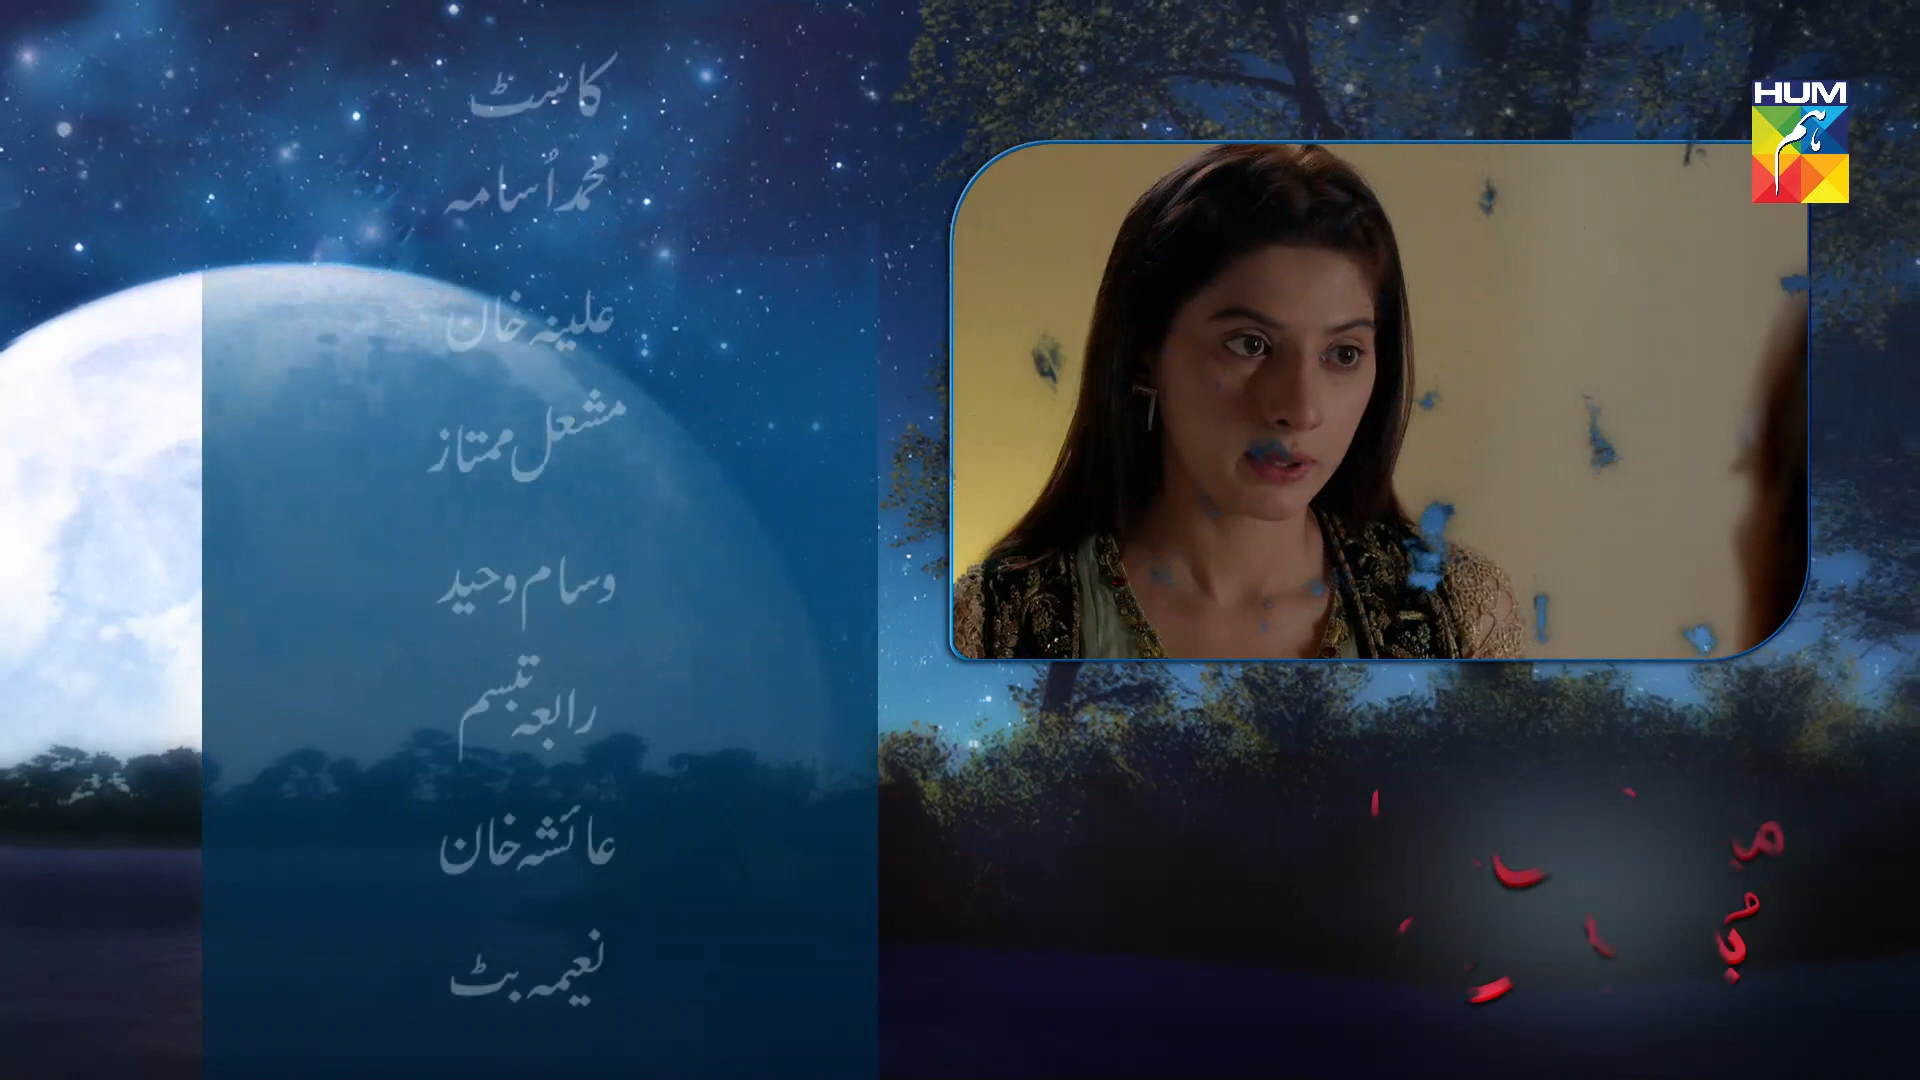 HUM
ہم
کاسٹ
محمد اُسامہ
علینہ خان
مشعل ممتاز
وسام وحید
رابعہ تبسم
عائشہ خان
نعیمہ بٹ